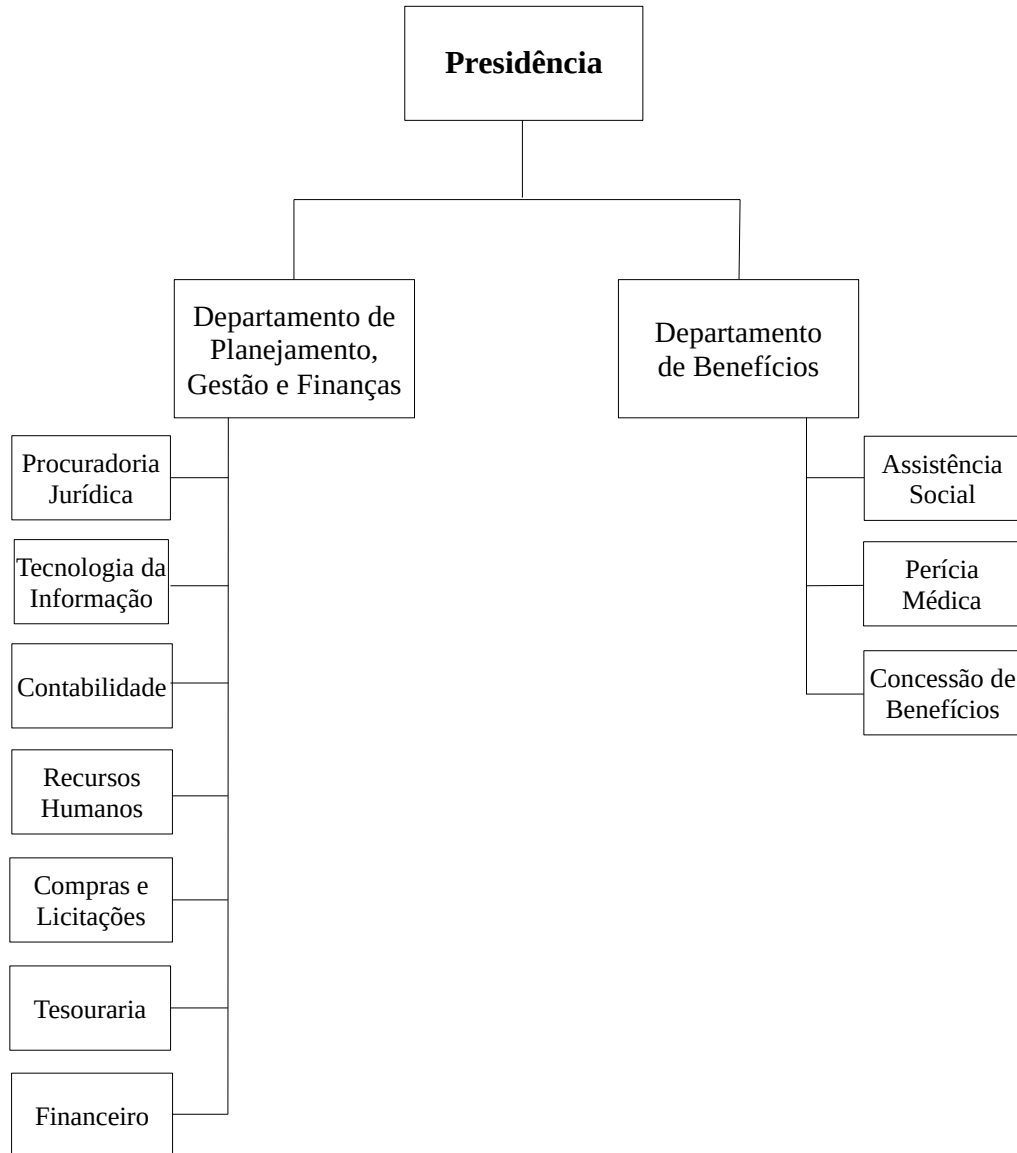 Presidência
Departamento de
Planejamento,
Gestão e Finanças
Departamento
de Benefícios
Procuradoria
Jurídica
Tecnologia da
Informação
Contabilidade
Recursos
Humanos
Compras e
Licitações
Tesouraria
Financeiro
Assistência
Social
Perícia
Médica
Concessão de
Benefícios